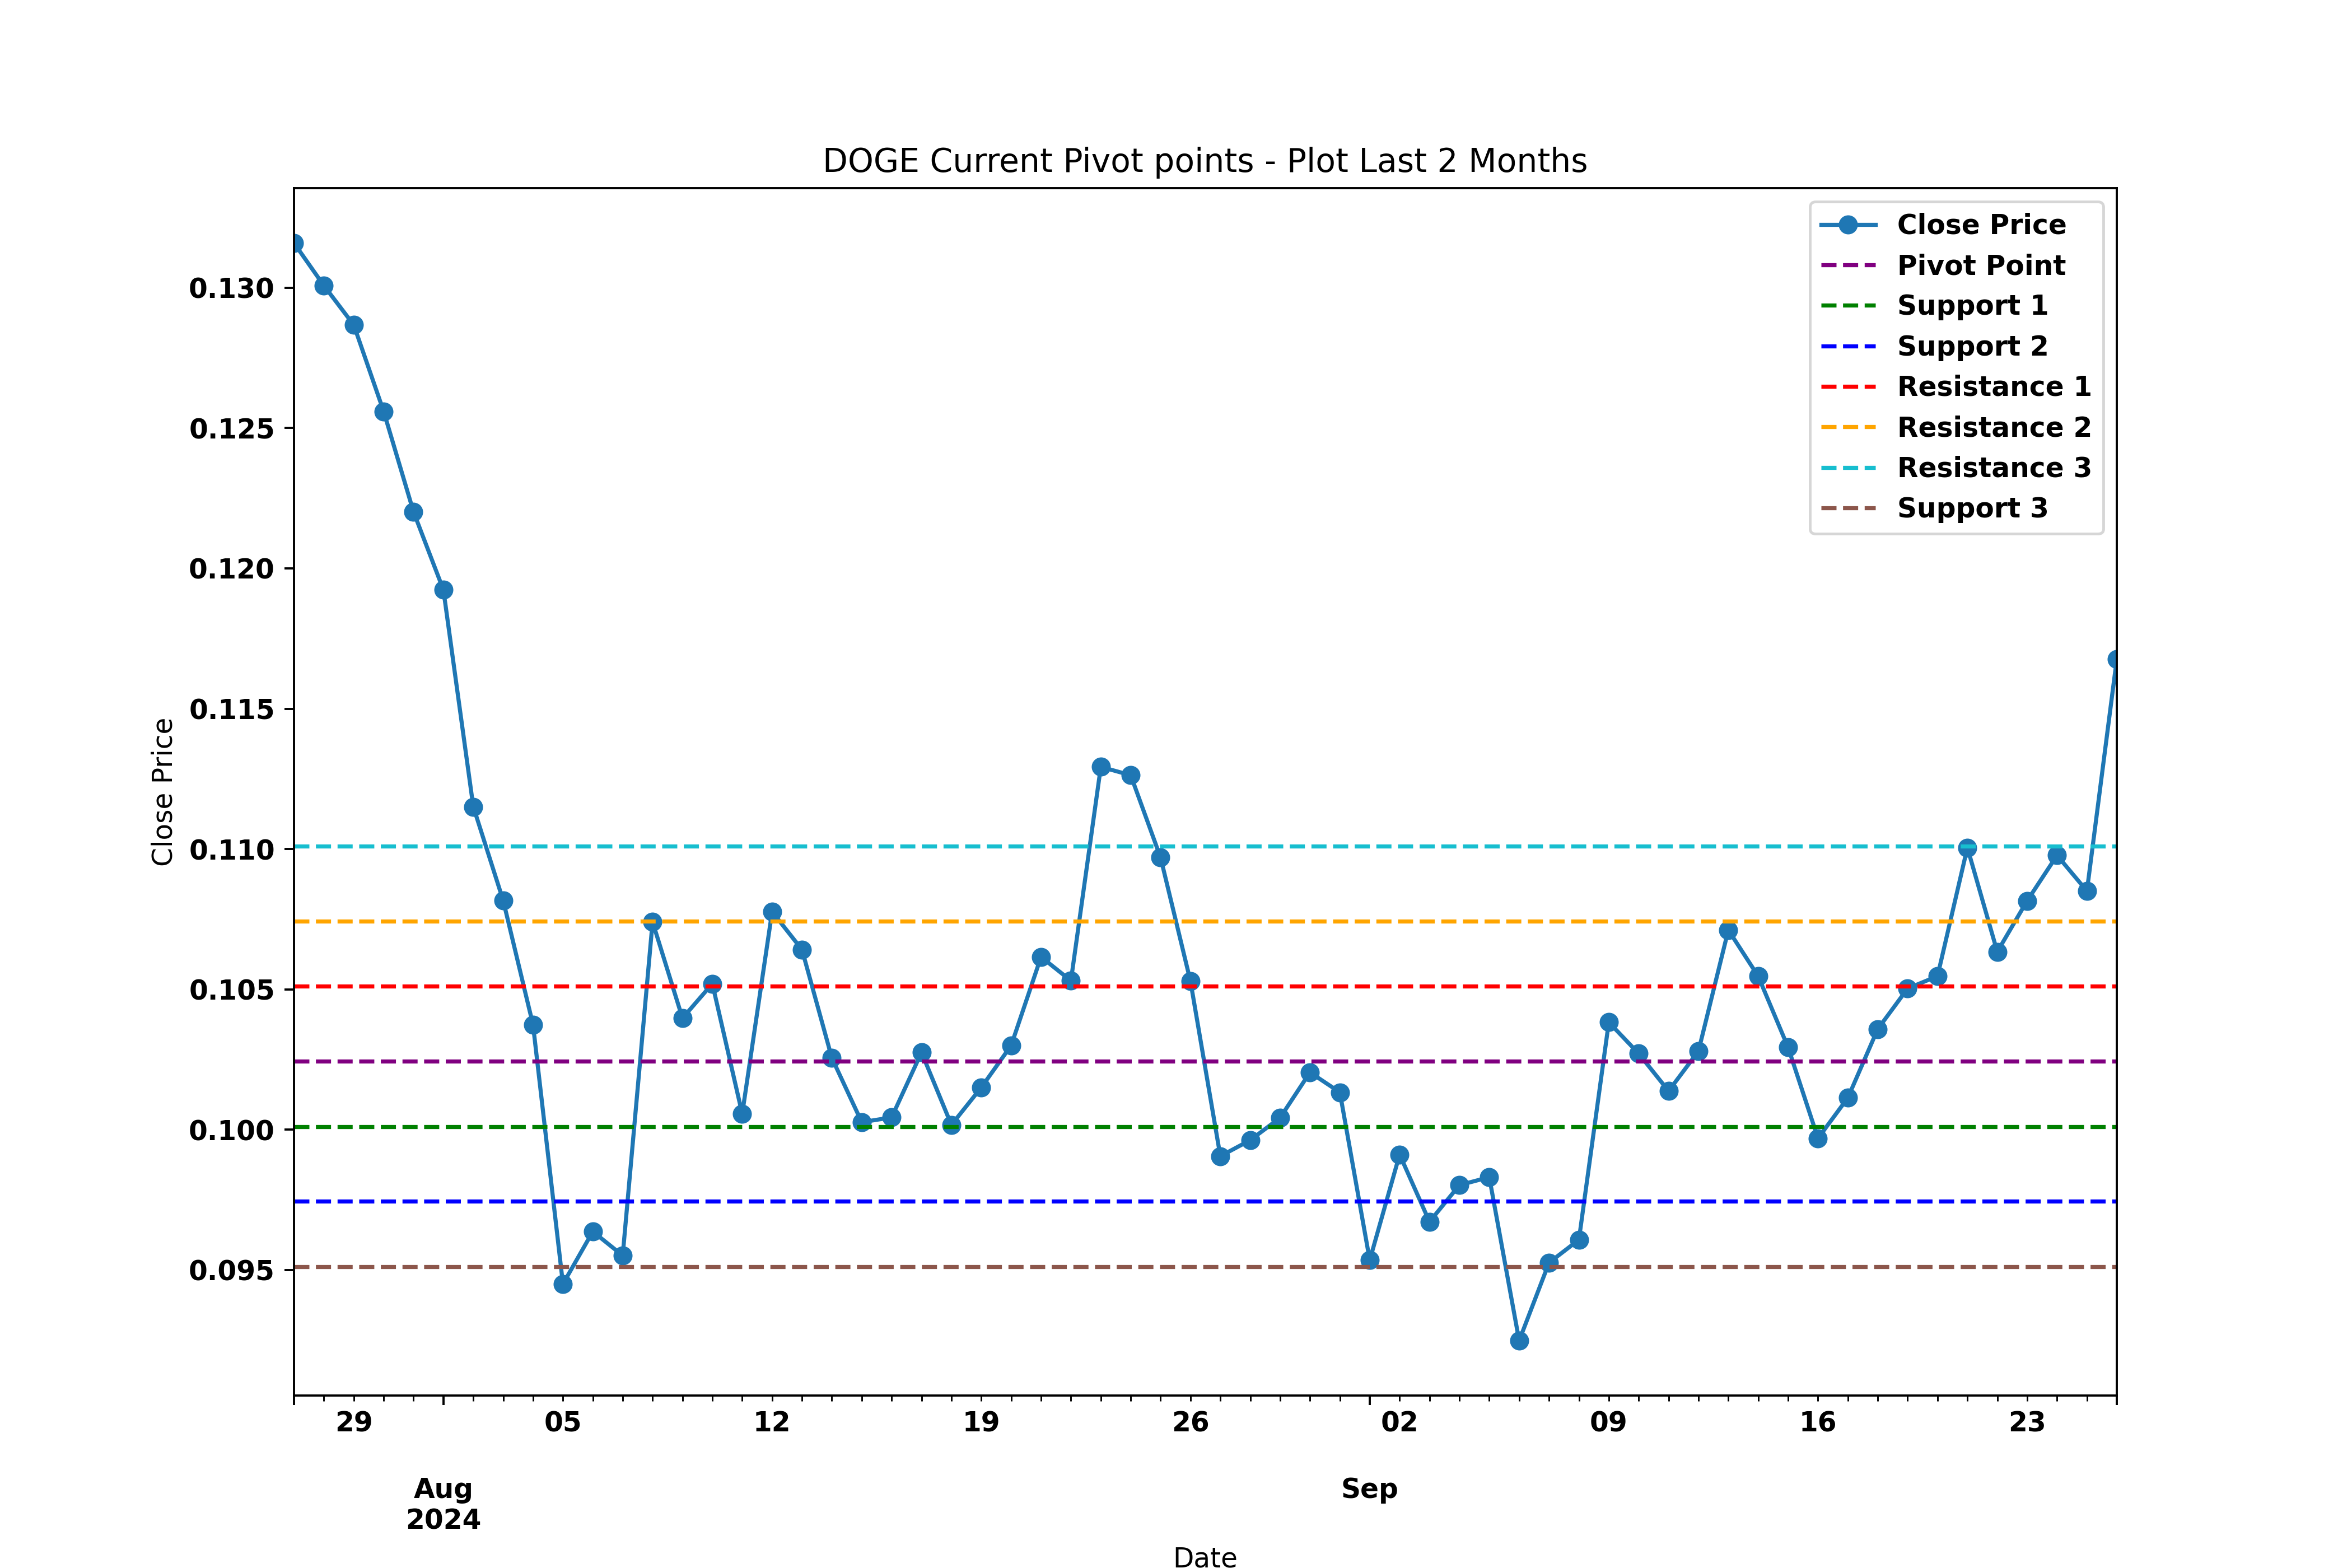 DOGE Current Pivot points - Plot Last 2 Months
Close Price
Pivot Point
Support 1
Support 2
Resistance 1
Resistance 2
Resistance 3
Support 3
Close Price
0.130
0.125
0.120
0.115
0.110
0.105
0.100
0.095
29 05 12 19 26 02 09 16 23
Aug Sep
2024
Date